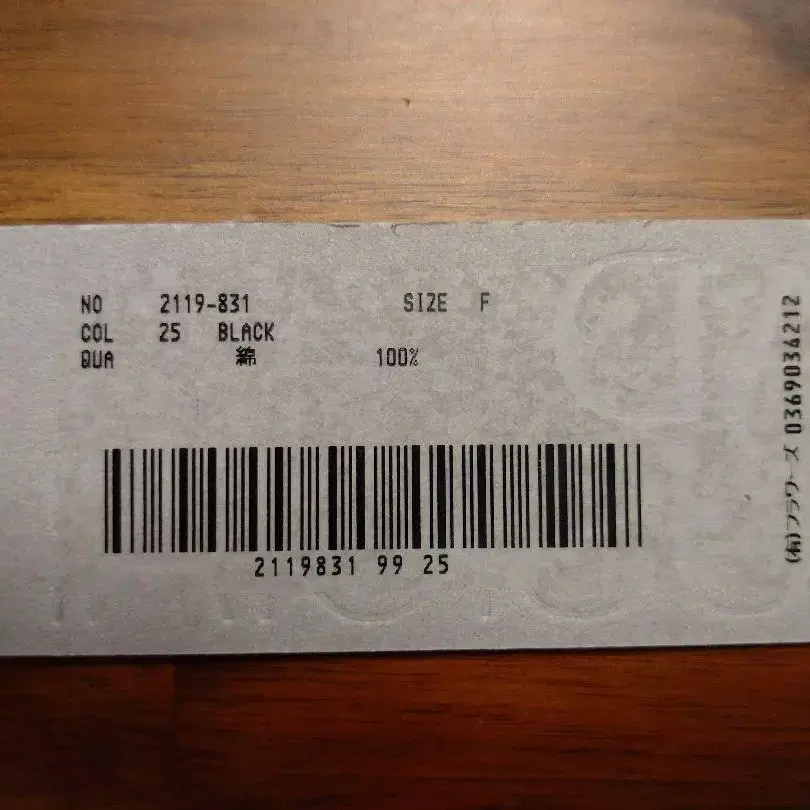 NO 2119-831 SIZE F
COL 25 BLACK
QUA 綿 100%
2119831 99 25
(有)フラワーズ 0369034212